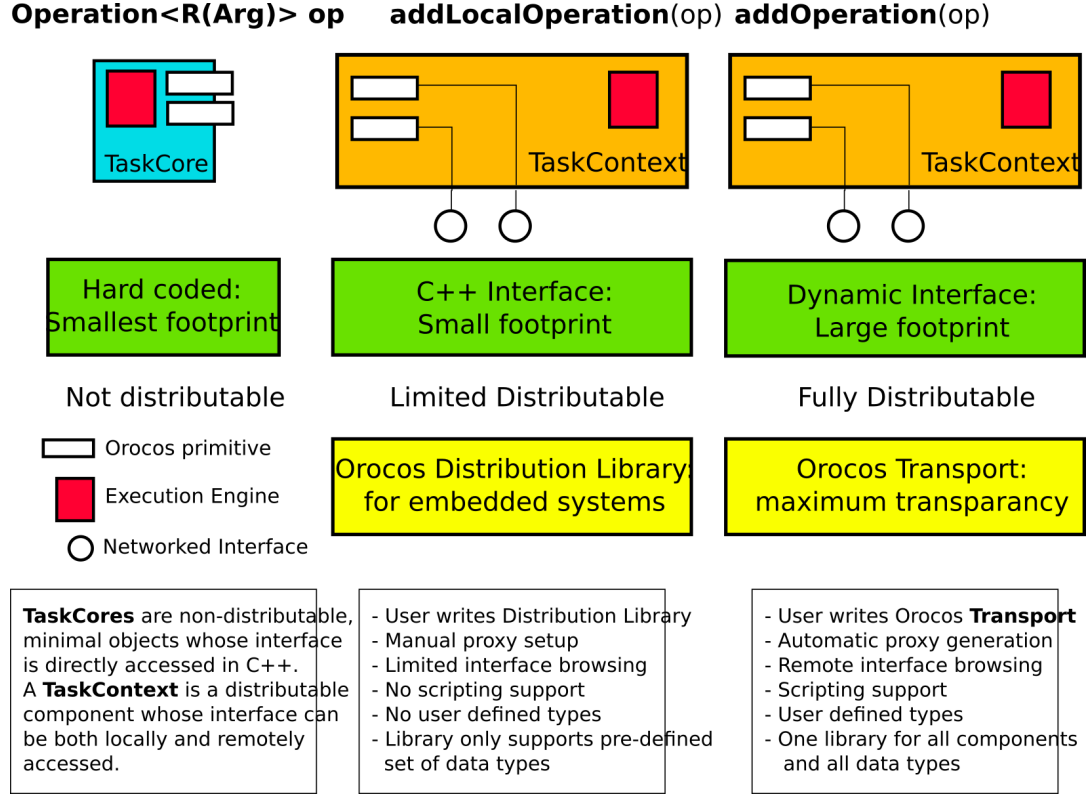 Operation<R(Arg)> op
addLocalOperation(op)
addOperation(op)
TaskCore
TaskContext
TaskContext
Hard coded:
Smallest footprint
C++ Interface:
Small footprint
Dynamic Interface:
Large footprint
Not distributable
Limited Distributable
Fully Distributable
Orocos primitive
Execution Engine
Networked Interface
Orocos Distribution Library:
for embedded systems
Orocos Transport:
maximum transparancy
TaskCores are non-distributable,
minimal objects whose interface
is directly accessed in C++.
A TaskContext is a distributable
component whose interface can
be both locally and remotely
accessed.
- User writes Distribution Library
- Manual proxy setup
- Limited interface browsing
- No scripting support
- No user defined types
- Library only supports pre-defined
set of data types
- User writes Orocos Transport
- Automatic proxy generation
- Remote interface browsing
- Scripting support
- User defined types
- One library for all components
and all data types